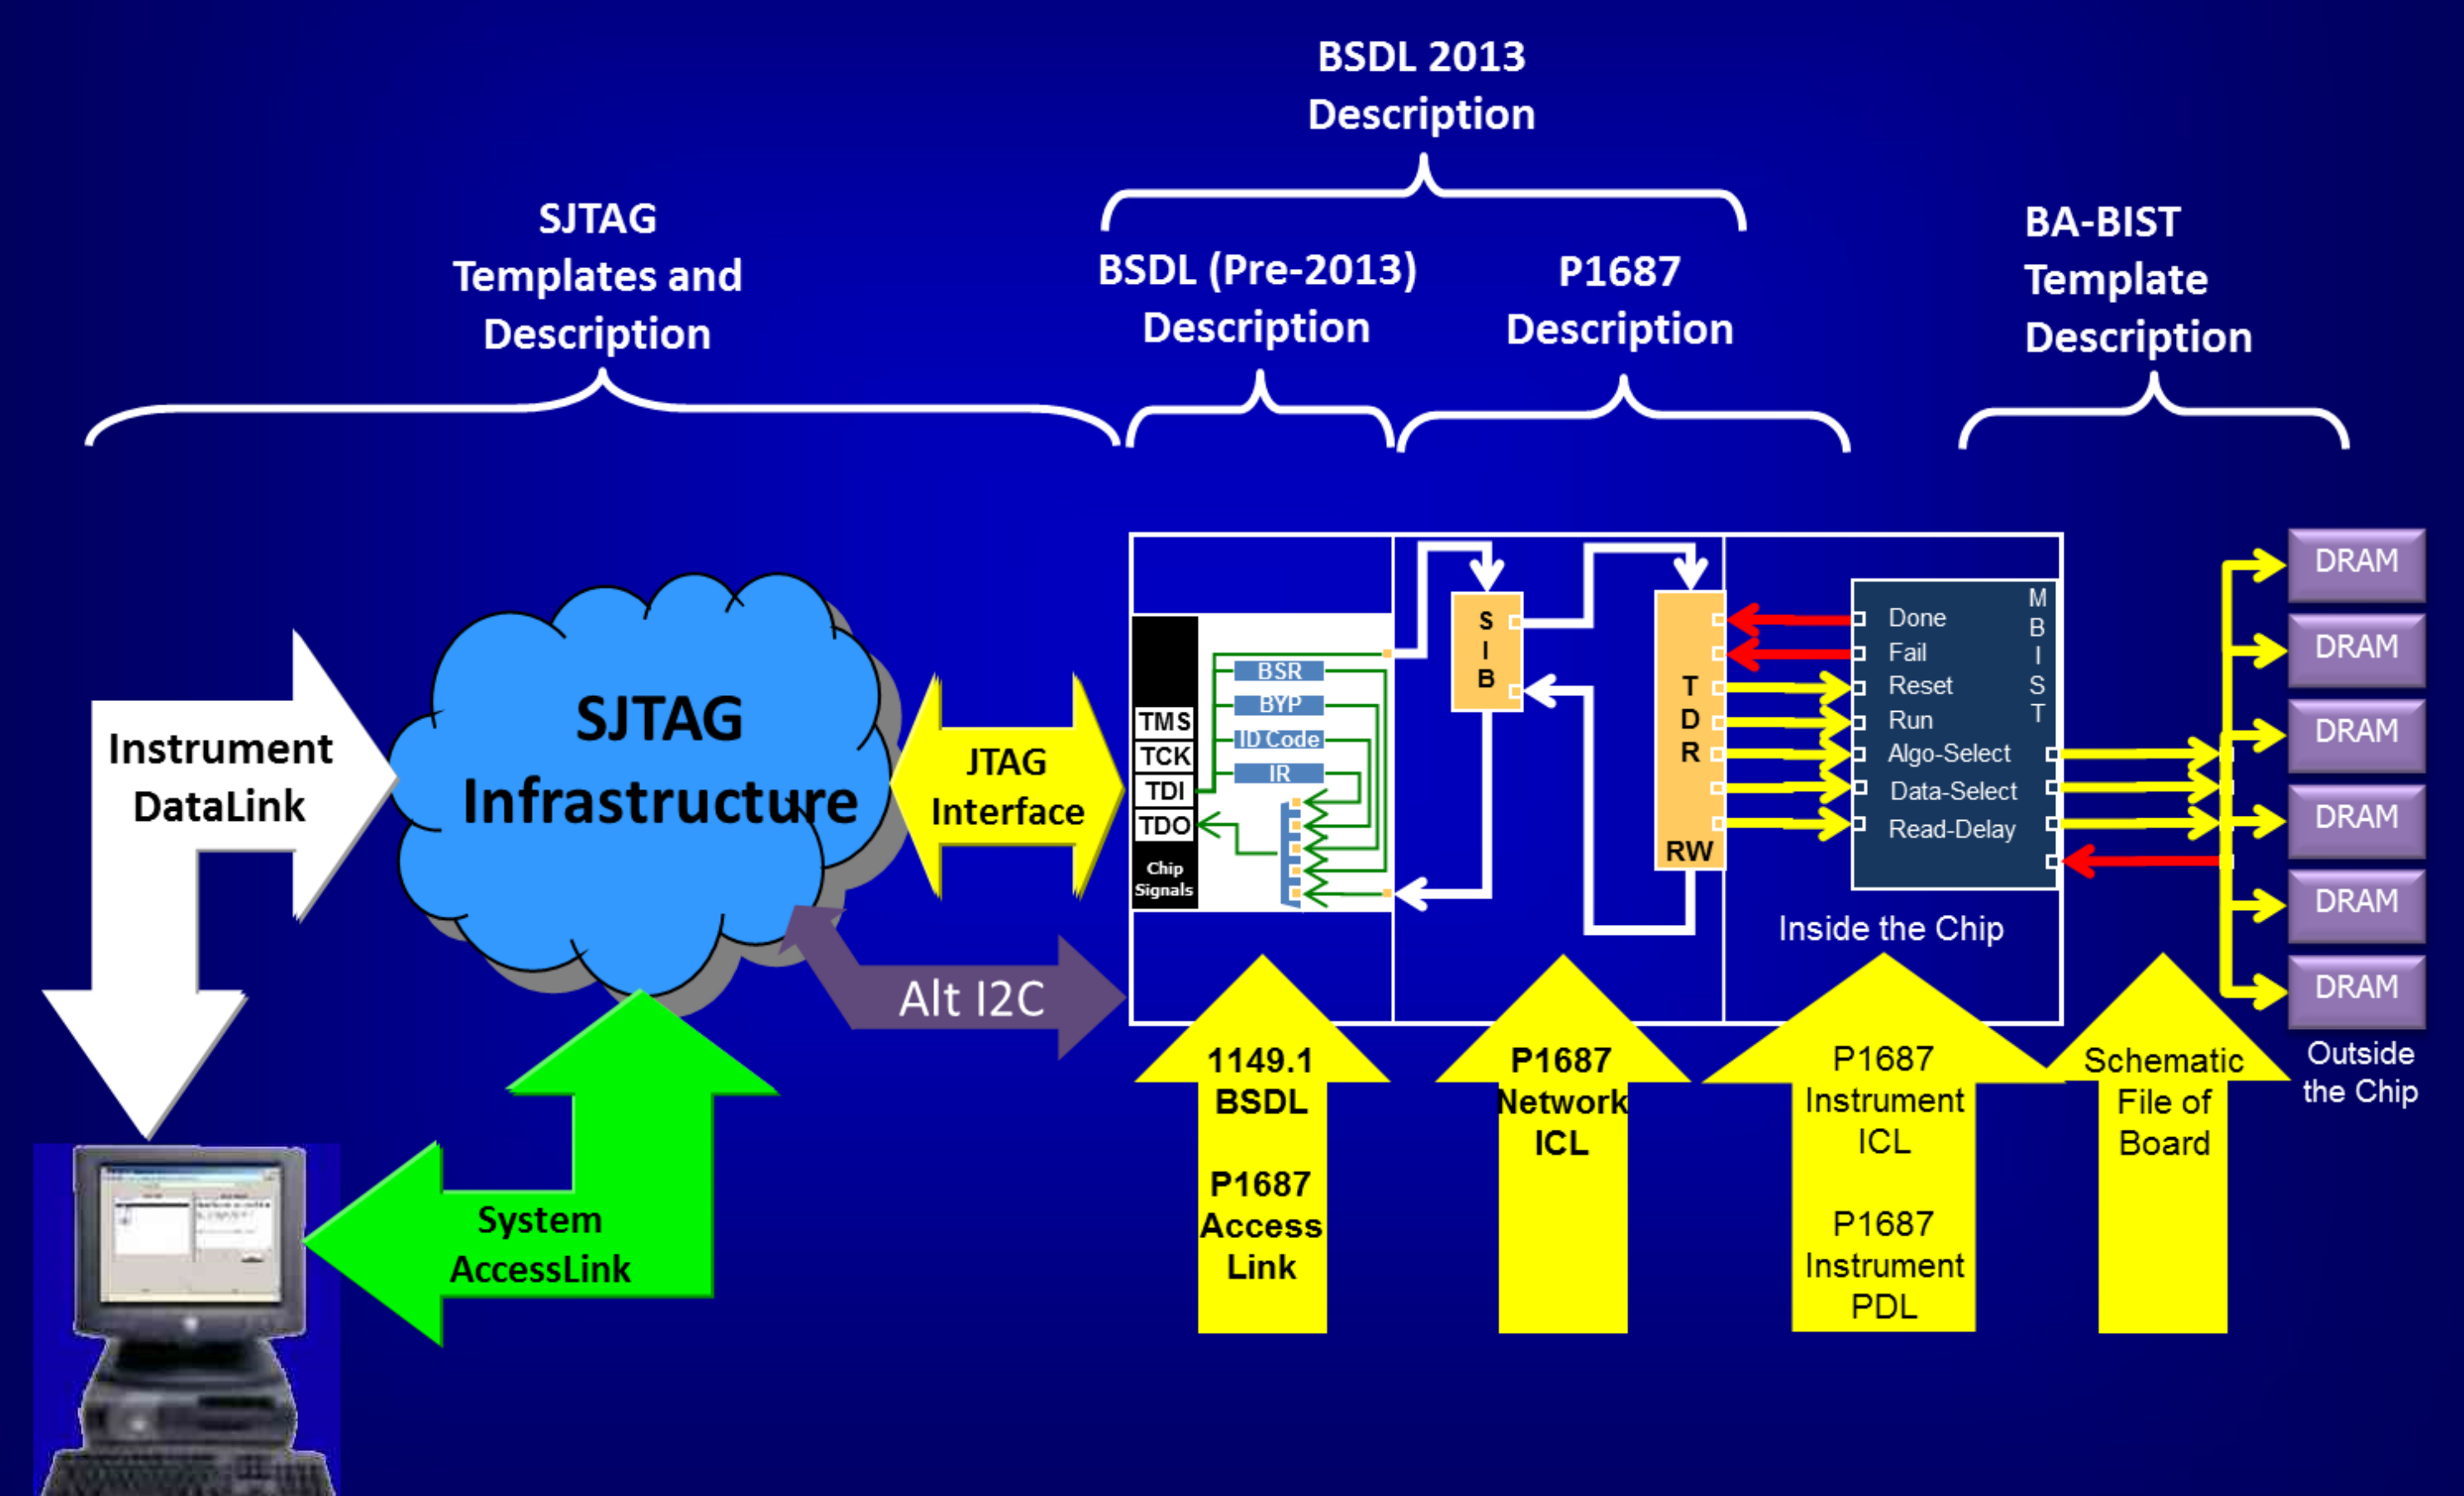 BSDL 2013
Description
SJTAG
Templates and
Description
BSDL (Pre-2013)
Description
P1687
Description
BA-BIST
Template
Description
Instrument
DataLink
SJTAG
Infrastructure
JTAG
Interface
Alt I2C
System
AccessLink
TMS
TCK
TDI
TDO
Chip
Signals
BSR
BYP
ID Code
IR
S
I
B
T
D
R
RW
Done
Fail
Reset
Run
Algo-Select
Data-Select
Read-Delay
M
B
I
S
T
Inside the Chip
DRAM
DRAM
DRAM
DRAM
DRAM
DRAM
Outside
the Chip
1149.1
BSDL
P1687
Access
Link
P1687
Network
ICL
P1687
Instrument
ICL
P1687
Instrument
PDL
Schematic
File of
Board